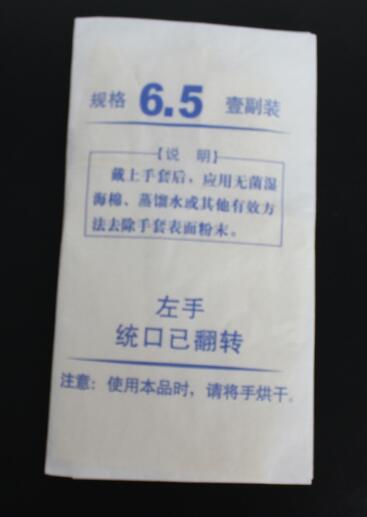 规格 6.5 壹副装
【说 明】
戴上手套后，应用无菌湿
海棉、蒸馏水或其他有效方
法去除手套表面粉末。
左手
统口已翻转
注意：使用本品时，请将手烘干。